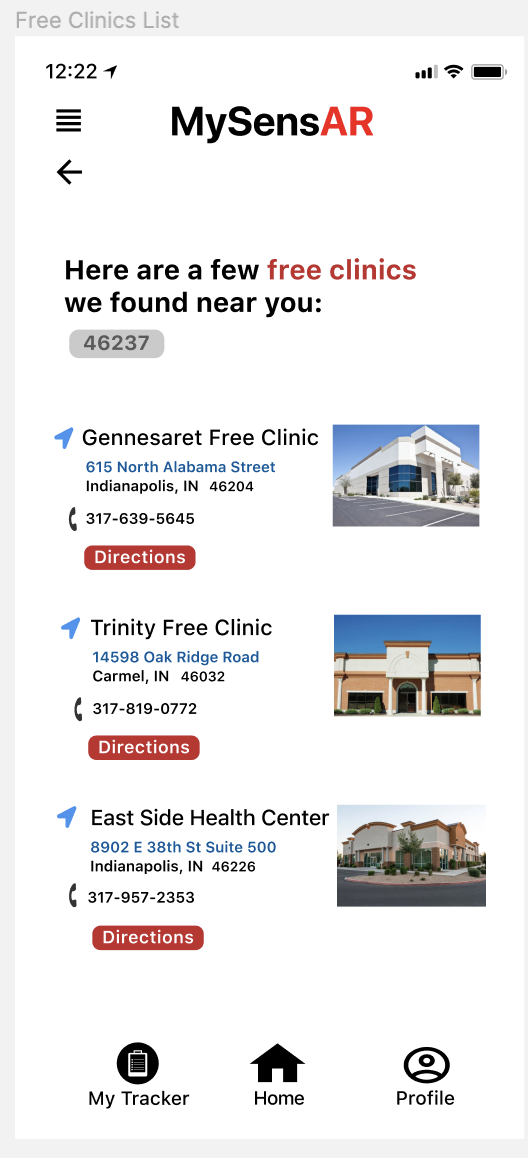 Free Clinics List
12:22
MySensAR
Here are a few free clinics
we found near you:
46237
Gennesaret Free Clinic
615 North Alabama Street
Indianapolis, IN 46204
317-639-5645
Directions
Trinity Free Clinic
14598 Oak Ridge Road
Carmel, IN 46032
317-819-0772
Directions
East Side Health Center
8902 E 38th St Suite 500
Indianapolis, IN 46226
317-957-2353
Directions
My Tracker Home Profile